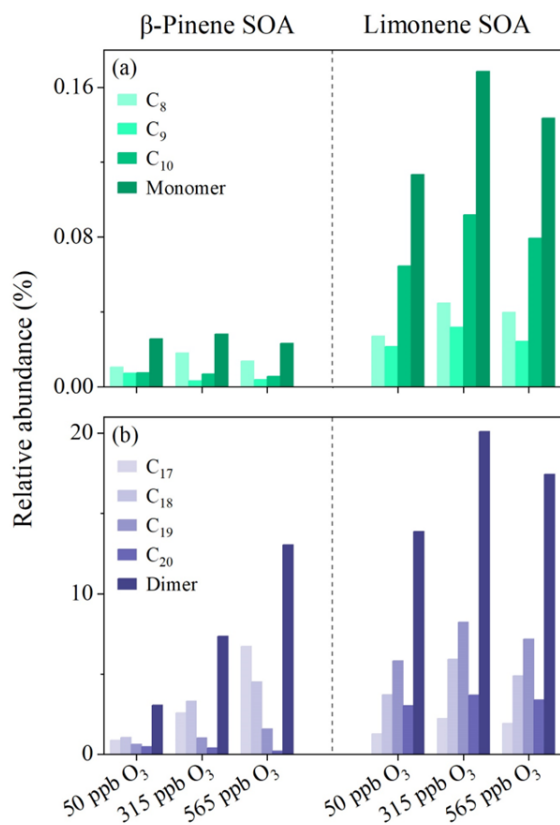 β-Pinene SOA
Limonene SOA
Relative abundance (%)
(a)
C8
C9
C10
Monomer
0.16
0.08
0.00
(b)
C17
C18
C19
C20
Dimer
20
10
0
50 ppb O3
315 ppb O3
565 ppb O3
50 ppb O3
315 ppb O3
565 ppb O3